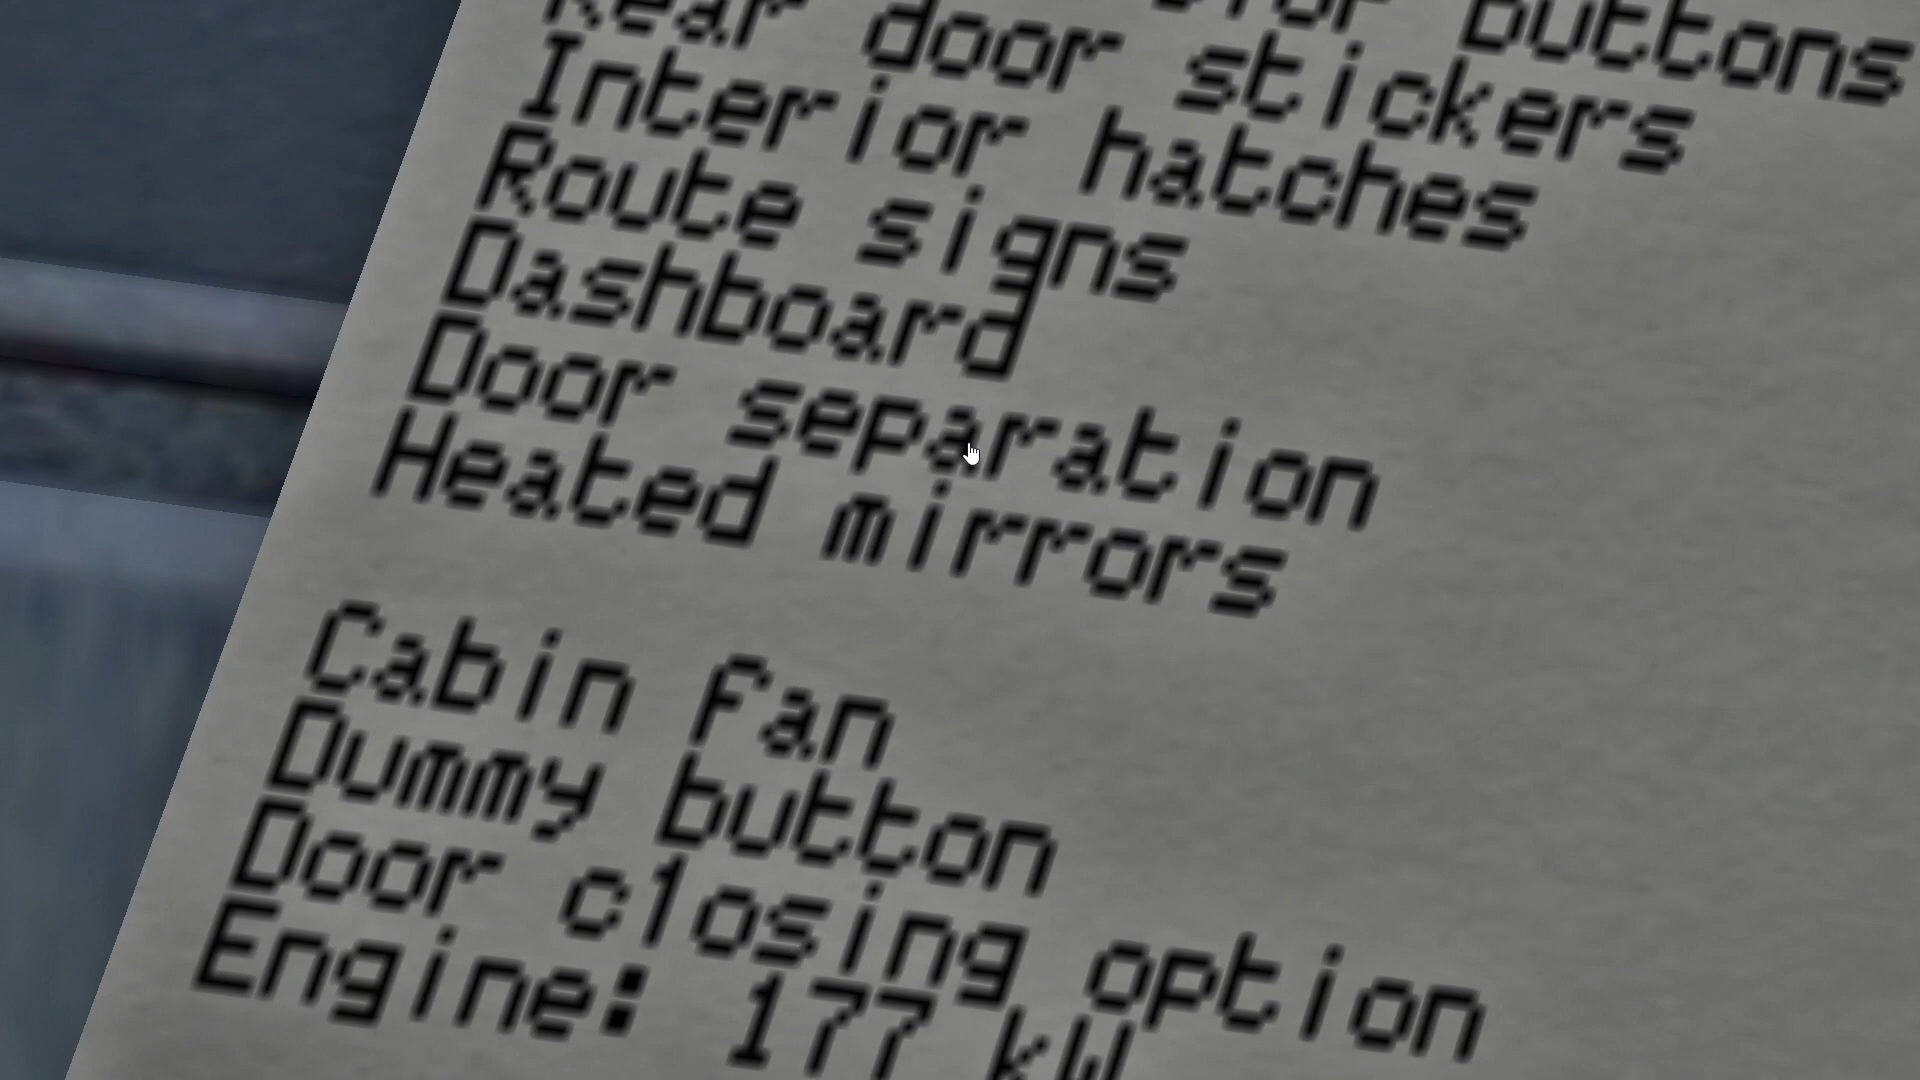 buttons
Rear door stickers
Interior hatches
Route signs
Dashboard
Door separation
Heated mirrors
Cabin fan
Dummy button
Door closing option
Engine: 177 kW